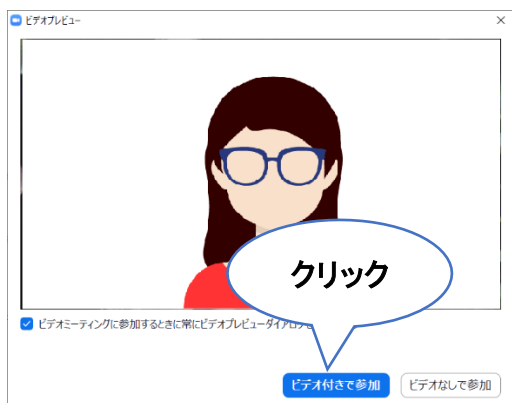 ビデオプレビュー
クリック
ビデオミーティングに参加するときに常にビデオプレビューダイアログを
ビデオ付きで参加
ビデオなしで参加